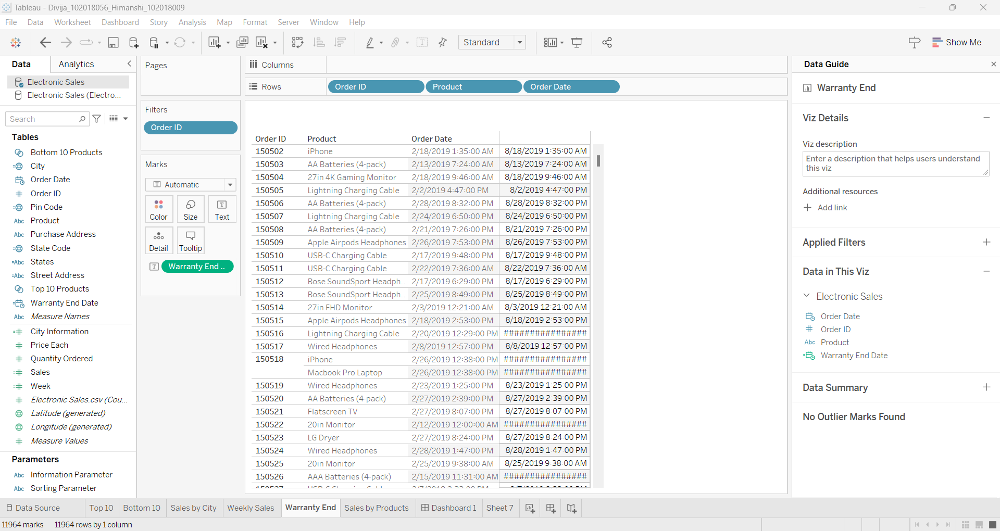 Tableau - Divija_102018056_Himanshi_102018009
File Data Worksheet Dashboard Story Analysis Map Format Server Window Help
Standard
Show Me
Data
Analytics
Electronic Sales
Electronic Sales (Electro...
Search
Tables
Bottom 10 Products
City
Order Date
Order ID
Pin Code
Abc Product
Abc Purchase Address
State Code
=Abc States
=Abc Street Address
Top 10 Products
Warranty End Date
Abc Measure Names
City Information
Price Each
Quantity Ordered
Sales
Week
Electronic Sales.csv (Cou...
Latitude (generated)
Longitude (generated)
Measure Values
Parameters
Abc Information Parameter
Abc Sorting Parameter
Pages
Filters
Order ID
Marks
Automatic
Color Size Text
Detail Tooltip
Warranty End ..
Columns
Rows Order ID Product Order Date
Order ID Product Order Date
150502 iPhone 2/18/2019 1:35:00 AM 8/18/2019 1:35:00 AM
150503 AA Batteries (4-pack) 2/13/2019 7:24:00 AM 8/13/2019 7:24:00 AM
150504 27in 4K Gaming Monitor 2/18/2019 9:46:00 AM 8/18/2019 9:46:00 AM
150505 Lightning Charging Cable 2/2/2019 4:47:00 PM 8/2/2019 4:47:00 PM
150506 AA Batteries (4-pack) 2/28/2019 8:32:00 PM 8/28/2019 8:32:00 PM
150507 Lightning Charging Cable 2/24/2019 6:50:00 PM 8/24/2019 6:50:00 PM
150508 AA Batteries (4-pack) 2/21/2019 7:26:00 PM 8/21/2019 7:26:00 PM
150509 Apple Airpods Headphones 2/26/2019 7:53:00 PM 8/26/2019 7:53:00 PM
150510 USB-C Charging Cable 2/17/2019 9:48:00 PM 8/17/2019 9:48:00 PM
150511 USB-C Charging Cable 2/22/2019 7:36:00 AM 8/22/2019 7:36:00 AM
150512 Bose SoundSport Headph.. 2/17/2019 6:29:00 PM 8/17/2019 6:29:00 PM
150513 Bose SoundSport Headph.. 2/25/2019 8:49:00 PM 8/25/2019 8:49:00 PM
150514 27in FHD Monitor 2/3/2019 12:21:00 AM 8/3/2019 12:21:00 AM
150515 Apple Airpods Headphones 2/18/2019 2:53:00 PM 8/18/2019 2:53:00 PM
150516 Lightning Charging Cable 2/20/2019 12:29:00 PM ################
150517 Wired Headphones 2/8/2019 12:57:00 PM 8/8/2019 12:57:00 PM
150518 iPhone 2/26/2019 12:38:00 PM ################
Macbook Pro Laptop 2/26/2019 12:38:00 PM ################
150519 Wired Headphones 2/23/2019 1:25:00 PM 8/23/2019 1:25:00 PM
150520 AA Batteries (4-pack) 2/27/2019 2:39:00 PM 8/27/2019 2:39:00 PM
150521 Flatscreen TV 2/27/2019 8:07:00 PM 8/27/2019 8:07:00 PM
150522 20in Monitor 2/12/2019 12:00:00 AM ################
150523 LG Dryer 2/27/2019 8:24:00 PM 8/27/2019 8:24:00 PM
150524 Wired Headphones 2/28/2019 1:47:00 PM 8/28/2019 1:47:00 PM
150525 20in Monitor 2/25/2019 9:38:00 AM 8/25/2019 9:38:00 AM
150526 AAA Batteries (4-pack) 2/15/2019 11:31:00 AM ################
Data Guide
Warranty End
Viz Details
Viz description
Enter a description that helps users understand
this viz
Additional resources
Add link
Applied Filters
Data in This Viz
Electronic Sales
Order Date
Order ID
Abc Product
Warranty End Date
Data Summary
No Outlier Marks Found
Data Source Top 10 Bottom 10 Sales by City Weekly Sales Warranty End Sales by Products Dashboard 1 Sheet 7
11964 marks 11964 rows by 1 column